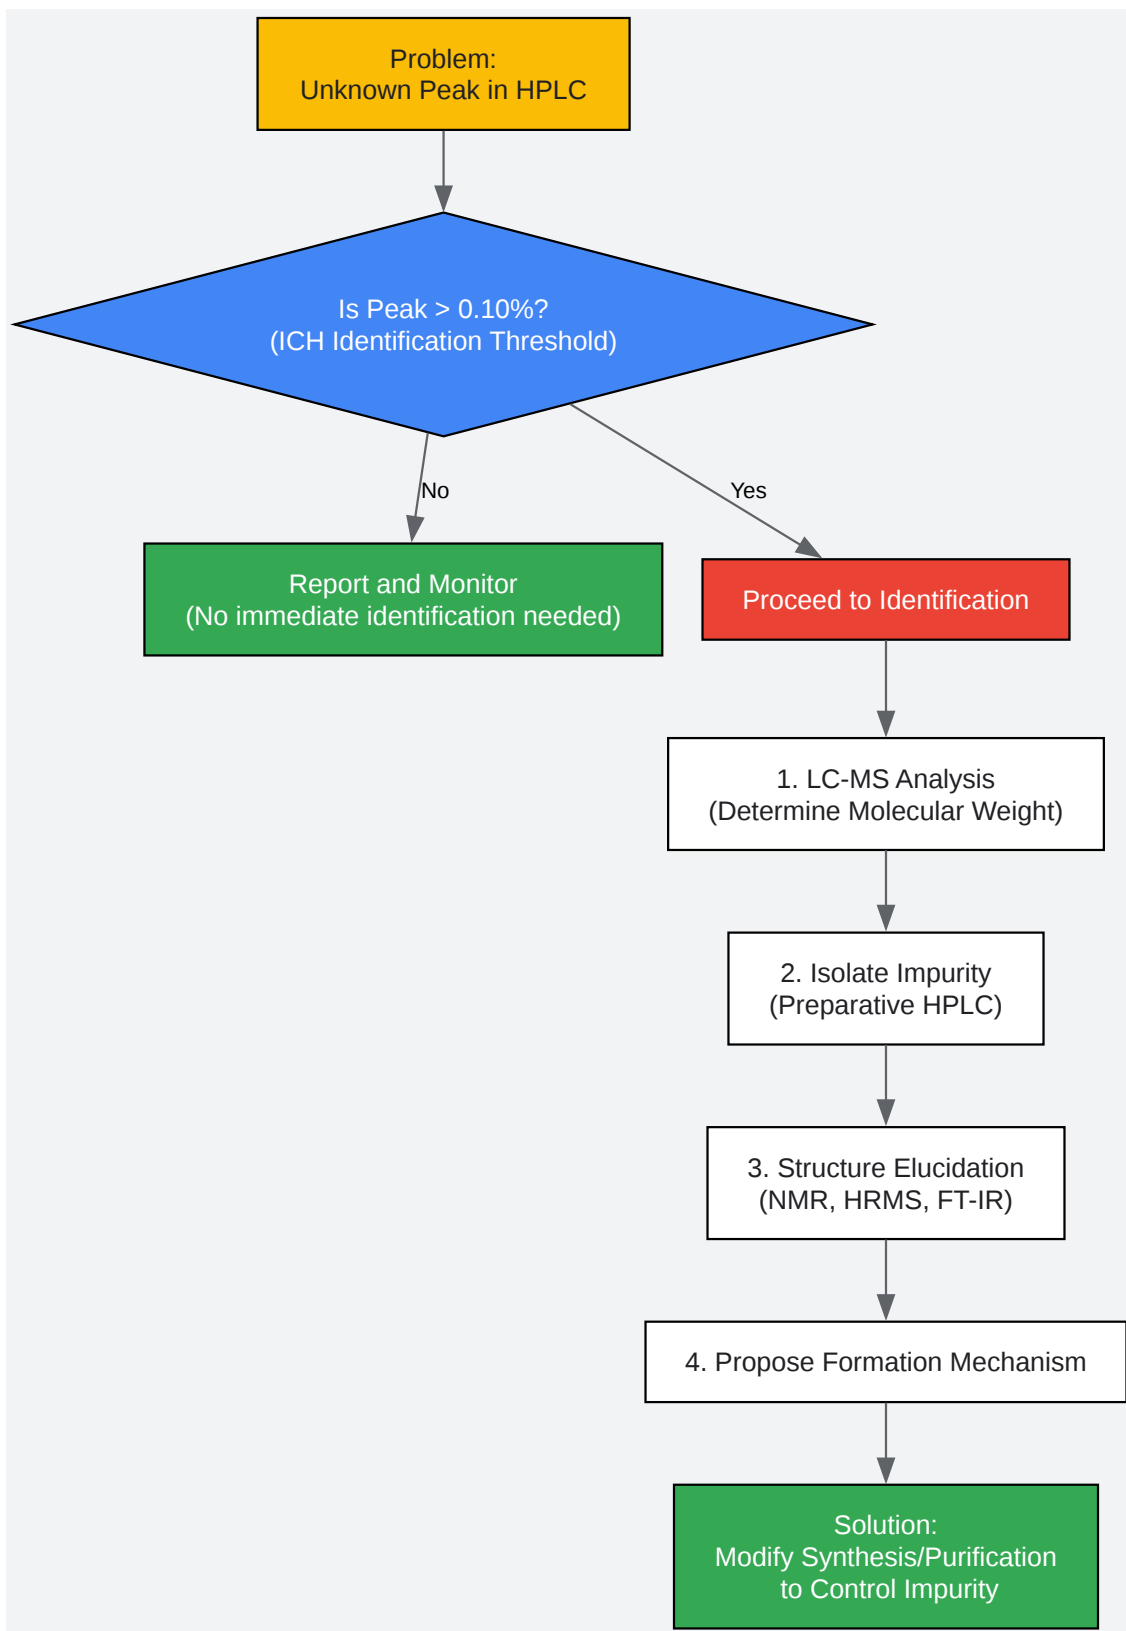 Problem:
Unknown Peak in HPLC
Is Peak > 0.10%?
(ICH Identification Threshold)
No
Yes
Report and Monitor
(No immediate identification needed)
Proceed to Identification
1. LC-MS Analysis
(Determine Molecular Weight)
2. Isolate Impurity
(Preparative HPLC)
3. Structure Elucidation
(NMR, HRMS, FT-IR)
4. Propose Formation Mechanism
Solution:
Modify Synthesis/Purification
to Control Impurity